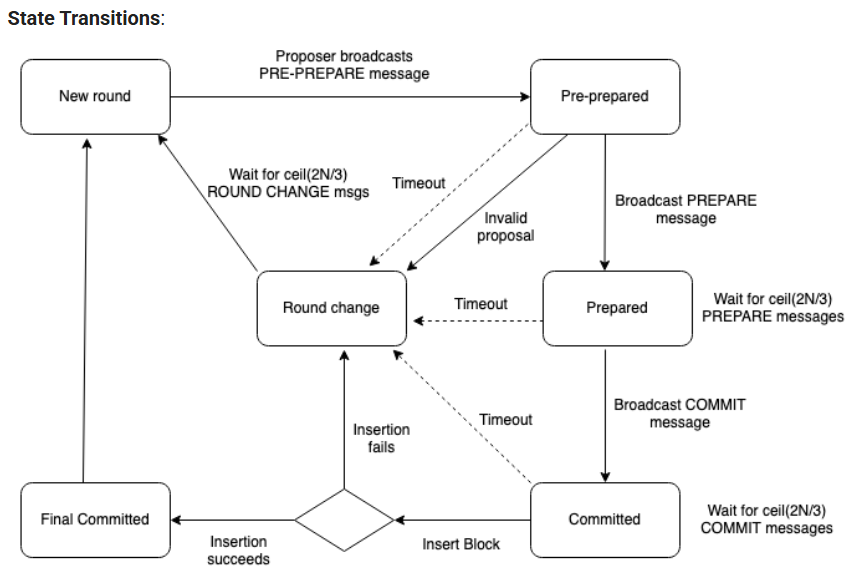 State Transitions:
Proposer broadcasts
PRE-PREPARE message
New round
Pre-prepared
Wait for ceil(2N/3)
ROUND CHANGE msgs
Timeout
Invalid
proposal
Broadcast PREPARE
message
Round change
Timeout
Prepared
Wait for ceil(2N/3)
PREPARE messages
Insertion
fails
Timeout
Broadcast COMMIT
message
Final Committed
Insertion
succeeds
Insert Block
Committed
Wait for ceil(2N/3)
COMMIT messages